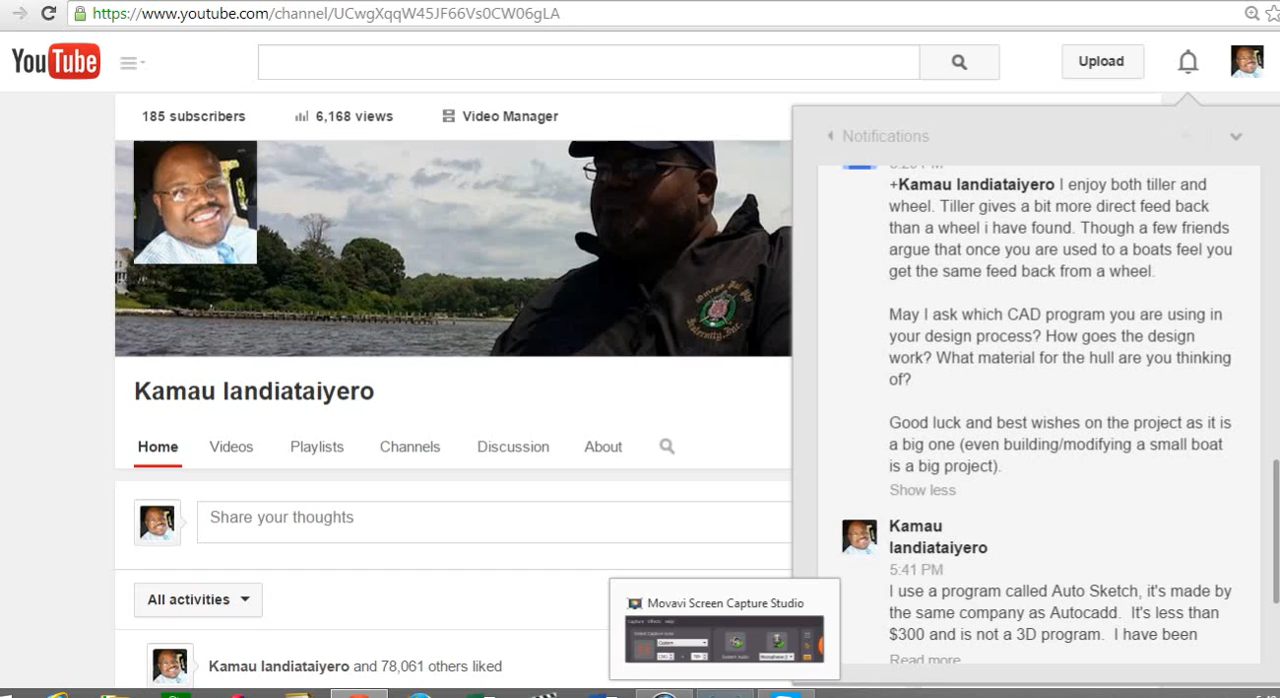 https://www.youtube.com/channel/UCwgXqqW45JF66Vs0CW06gLA
YouTube
Upload
185 subscribers
6,168 views
Video Manager
Notifications
+Kamau landiataiyero I enjoy both tiller and
wheel. Tiller gives a bit more direct feed back
than a wheel i have found. Though a few friends
argue that once you are used to a boats feel you
get the same feed back from a wheel.
May I ask which CAD program you are using in
your design process? How goes the design
work? What material for the hull are you thinking
of?
Good luck and best wishes on the project as it is
a big one (even building/modifying a small boat
is a big project).
Show less
Kamau
landiataiyero
5:41 PM
I use a program called Auto Sketch, it's made by
the same company as Autocadd. It's less than
$300 and is not a 3D program. I have been
Read more
Kamau landiataiyero
Home
Videos
Playlists
Channels
Discussion
About
Share your thoughts
All activities
Movavi Screen Capture Studio
Kamau landiataiyero and 78,061 others liked